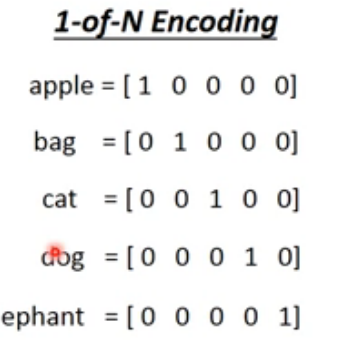 1-of-N Encoding
apple = [ 1 0 0 0 0]
bag = [ 0 1 0 0 0]
cat = [ 0 0 1 0 0]
dog = [ 0 0 0 1 0]
ephant = [ 0 0 0 0 1]